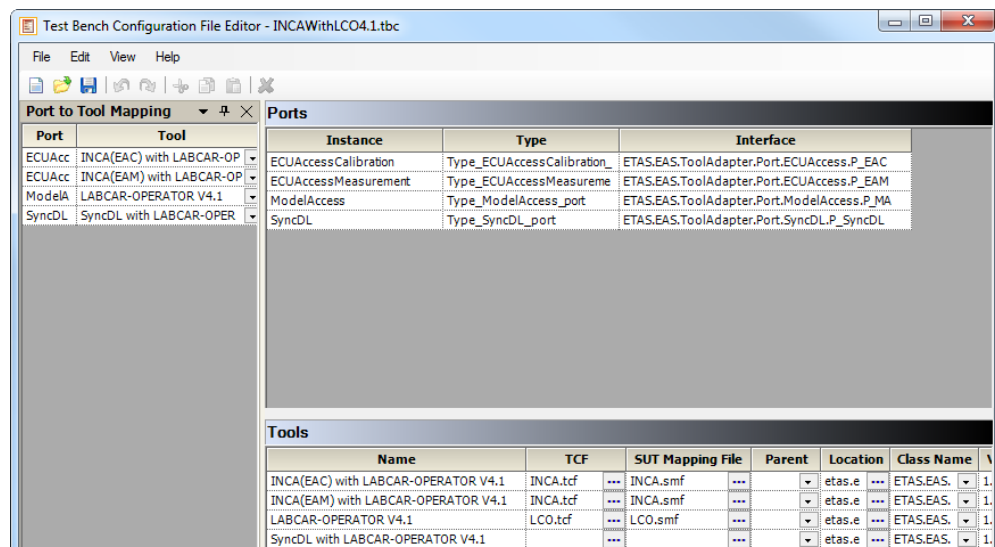 Test Bench Configuration File Editor - INCAWithLCO4.1.tbc
File Edit View Help
Port to Tool Mapping
Port Tool
ECUAcc INCA(EAC) with LABCAR-OP
ECUAcc INCA(EAM) with LABCAR-OP
ModelA LABCAR-OPERATOR V4.1
SyncDL SyncDL with LABCAR-OPER
Ports
Instance Type Interface
ECUAccessCalibration Type_ECUAccessCalibration_ ETAS.EAS.ToolAdapter.Port.ECUAccess.P_EAC
ECUAccessMeasurement Type_ECUAccessMeasureme ETAS.EAS.ToolAdapter.Port.ECUAccess.P_EAM
ModelAccess Type_ModelAccess_port ETAS.EAS.ToolAdapter.Port.ModelAccess.P_MA
SyncDL Type_SyncDL_port ETAS.EAS.ToolAdapter.Port.SyncDL.P_SyncDL
Tools
Name TCF SUT Mapping File Parent Location Class Name V
INCA(EAC) with LABCAR-OPERATOR V4.1 INCA.tcf ... INCA.smf ... etas.e ... ETAS.EAS. 1.
INCA(EAM) with LABCAR-OPERATOR V4.1 INCA.tcf ... INCA.smf ... etas.e ... ETAS.EAS. 1.
LABCAR-OPERATOR V4.1 LCO.tcf ... LCO.smf ... etas.e ... ETAS.EAS. 1.
SyncDL with LABCAR-OPERATOR V4.1 ... ... etas.e ... ETAS.EAS. 1.